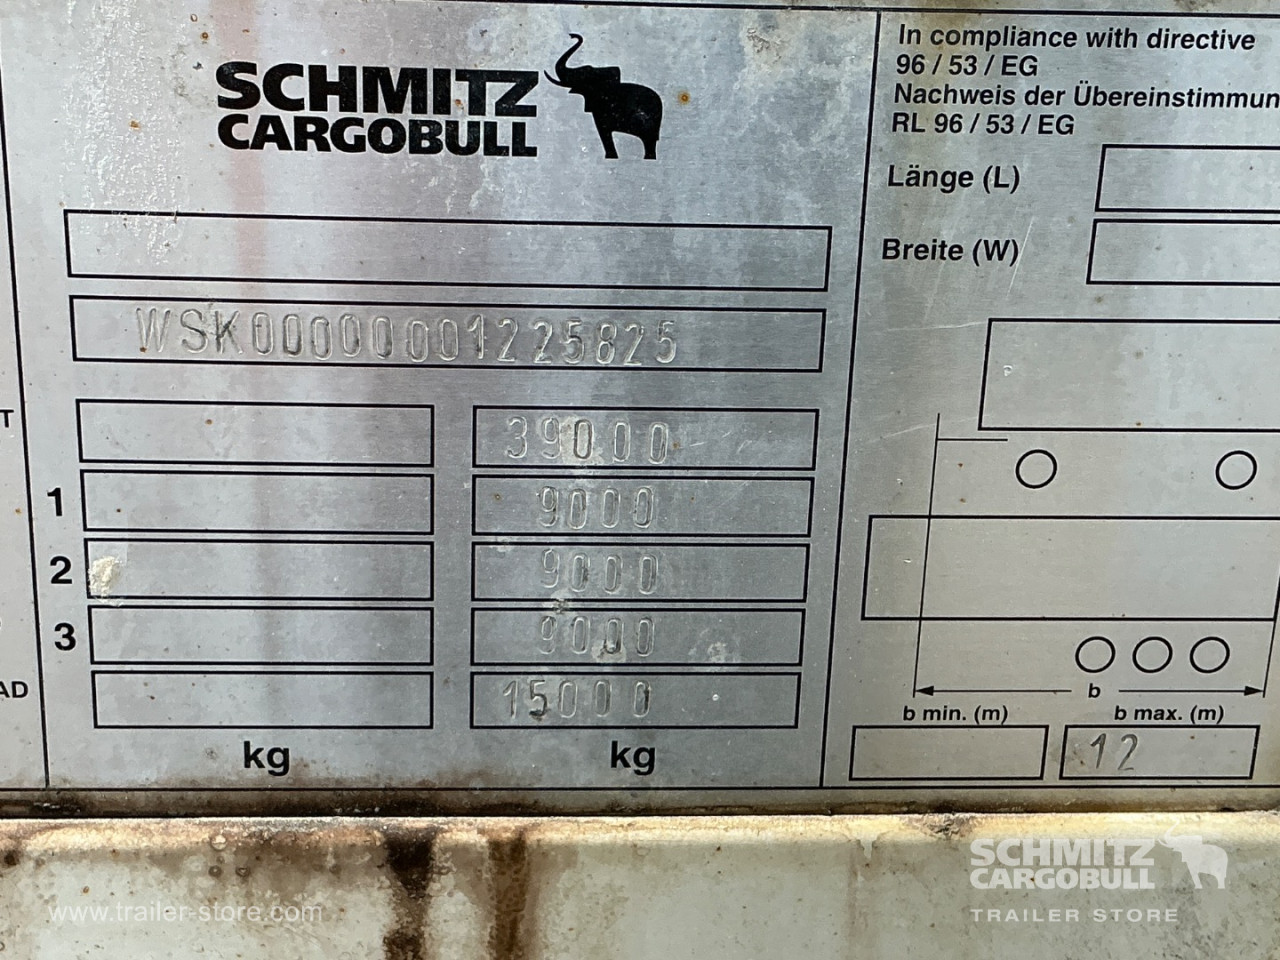 SCHMITZ
CARGOBULL
WSK00000001225825
T
39000
1
9000
2
9000
3
9000
AD
15000
kg
kg
In compliance with directive
96 / 53 / EG
Nachweis der Übereinstimmun
RL 96 / 53 / EG
Länge (L)
Breite (W)
b
b min. (m)
b max. (m)
12
www.trailer-store.com
SCHMITZ
CARGOBULL
TRAILER STORE